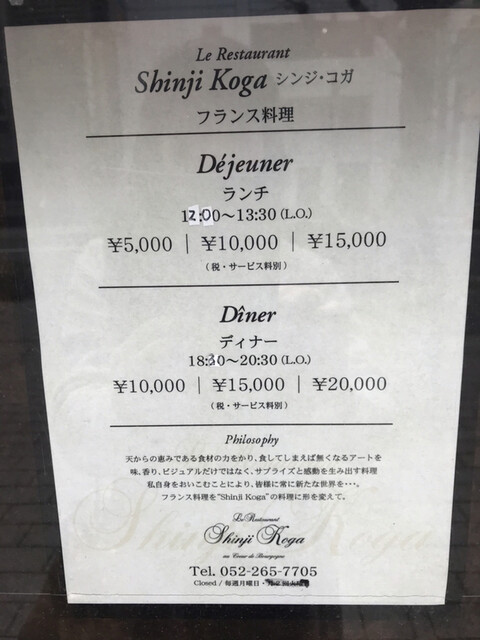 Le Restaurant
Shinji Koga シンジ・コガ
フランス料理
Déjeuner
ランチ
12:00～13:30 (L.O.)
¥5,000 | ¥10,000 | ¥15,000
(税・サービス料別)
Dîner
ディナー
18:30～20:30 (L.O.)
¥10,000 | ¥15,000 | ¥20,000
(税・サービス料別)
Philosophy
天からの恵みである食材の力をかり、食してしまえば無くなるアートを
味、香り、ビジュアルだけではなく、サプライズと感動を生み出す料理
私自身をおいこむことにより、皆様に常に新たな世界を・・・。
フランス料理を"Shinji Koga"の料理に形を変えて。
Le Restaurant
Shinji Koga
au Coeur de Bourgogne
Tel. 052-265-7705
Closed / 毎週月曜日・